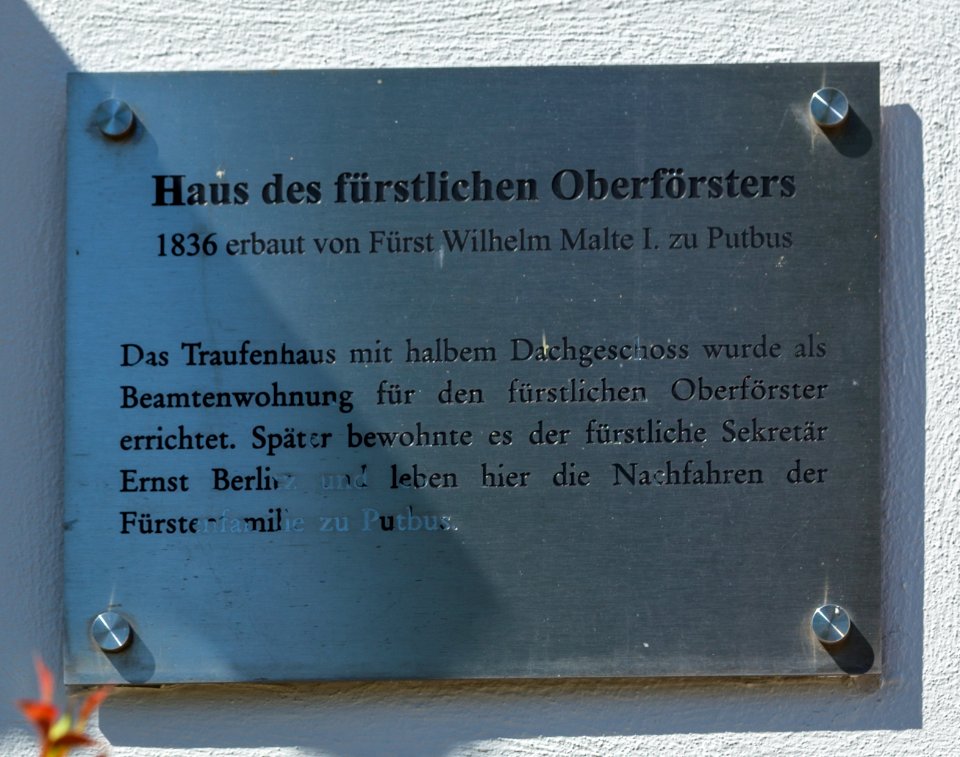 Haus des fürstlichen Oberförsters
1836 erbaut von Fürst Wilhelm Malte I. zu Putbus
Das Traufenhaus mit halbem Dachgeschoss wurde als
Beamtenwohnung für den fürstlichen Oberförster
errichtet. Später bewohnte es der fürstliche Sekretär
Ernst Berlitz und leben hier die Nachfahren der
Fürstenfamilie zu Putbus.